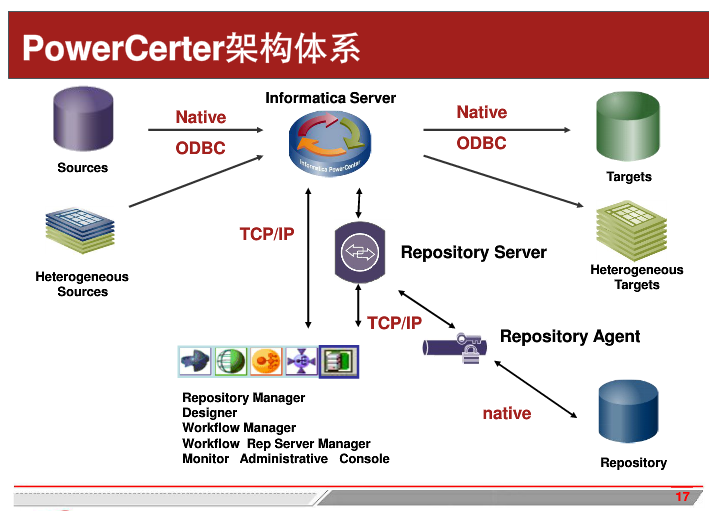 PowerCerter架构体系
Informatica Server
Native
ODBC
Native
ODBC
Informatica PowerCenter
Sources
Targets
TCP/IP
Repository Server
Heterogeneous
Sources
Heterogeneous
Targets
TCP/IP
Repository Agent
Repository Manager
Designer
Workflow Manager
Workflow Rep Server Manager
Monitor Administrative Console
native
Repository
17